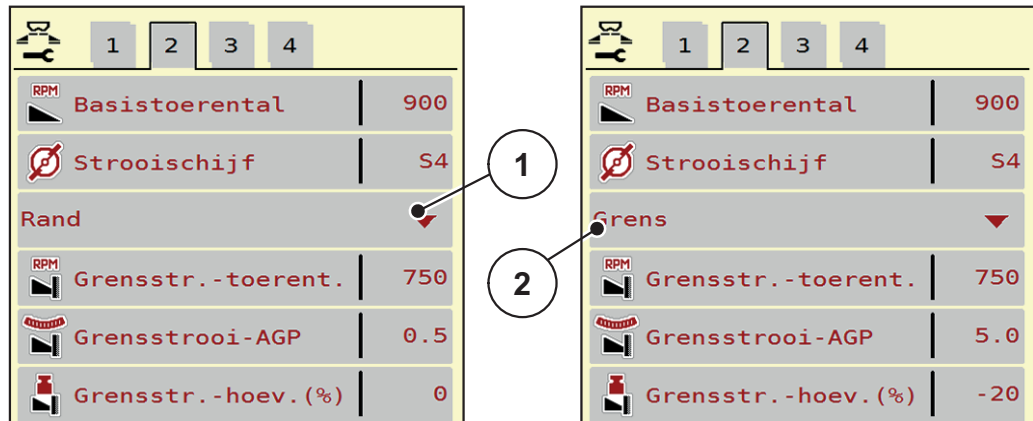 1 2 3 4
RPM Basistoerental 900
Strooischijf S4
Rand
RPM Grensstr.-toerent. 750
Grensstrooi-AGP 0.5
Grensstr.-hoev.(%) 0
1
2
1 2 3 4
RPM Basistoerental 900
Strooischijf S4
Grens
RPM Grensstr.-toerent. 750
Grensstrooi-AGP 5.0
Grensstr.-hoev.(%) -20